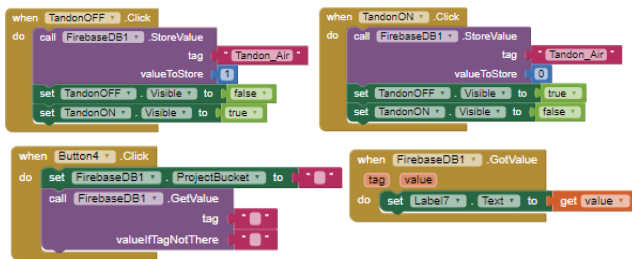 when TandonOFF .Click
do call FirebaseDB1 .StoreValue
tag "Tandon_Air"
valueToStore 1
set TandonOFF . Visible to false
set TandonON . Visible to true
when TandonON .Click
do call FirebaseDB1 .StoreValue
tag "Tandon_Air"
valueToStore 0
set TandonOFF . Visible to true
set TandonON . Visible to false
when Button4 .Click
do set FirebaseDB1 . ProjectBucket to " "
call FirebaseDB1 .GetValue
tag " "
valueIfTagNotThere " "
when FirebaseDB1 .GotValue
tag value
do set Label7 . Text to get value